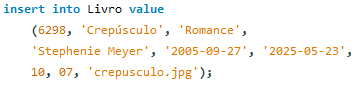 insert into Livro value
(6298, 'Crepúsculo', 'Romance',
'Stephenie Meyer', '2005-09-27', '2025-05-23',
10, 07, 'crepusculo.jpg');